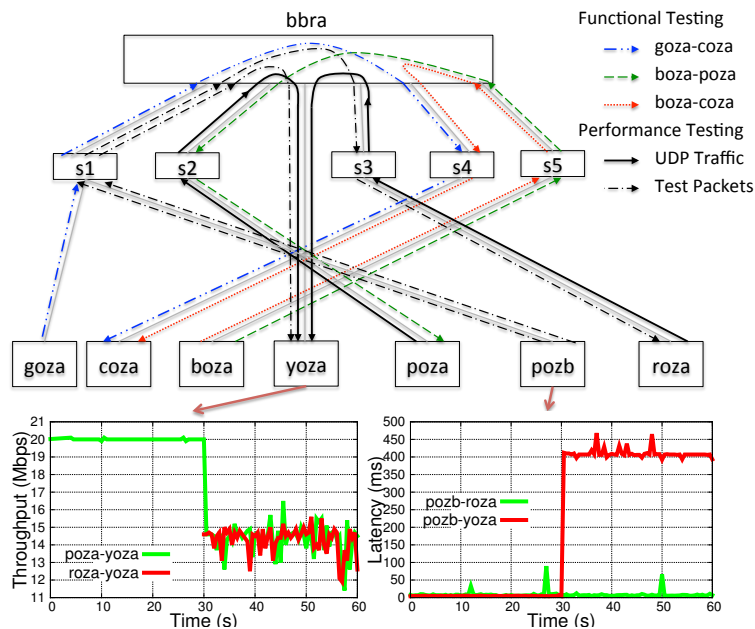 bbra
Functional Testing
goza-coza
boza-poza
boza-coza
Performance Testing
UDP Traffic
Test Packets
s1
s2
s3
s4
s5
goza
coza
boza
yoza
poza
pozb
roza
Throughput (Mbps)
21
20
19
18
17
16
15
14
13
12
11
poza-yoza
roza-yoza
0 10 20 30 40 50 60
Time (s)
Latency (ms)
500
450
400
350
300
250
200
150
100
50
0
pozb-roza
pozb-yoza
0 10 20 30 40 50 60
Time (s)